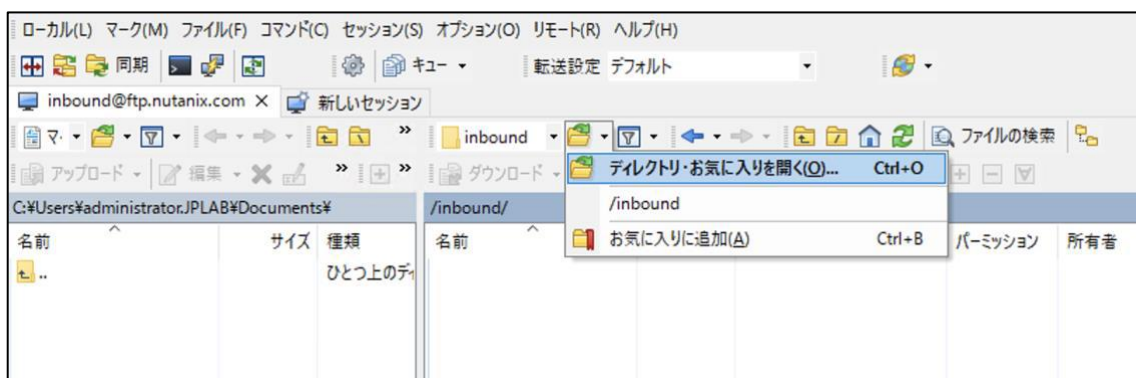 ローカル(L) マーク(M) ファイル(F) コマンド(C) セッション(S) オプション(O) リモート(R) ヘルプ(H)
同期 キュー 転送設定 デフォルト
inbound@ftp.nutanix.com × 新しいセッション
マ· inbound ファイルの検索
アップロード 編集 ダウンロード
ディレクトリ・お気に入りを開く(O)... Ctrl+O
/inbound
お気に入りに追加(A) Ctrl+B
C:¥Users¥administrator.JPLAB¥Documents¥ /inbound/
名前 サイズ 種類 名前 パーミッション 所有者
.. ひとつ上のディ